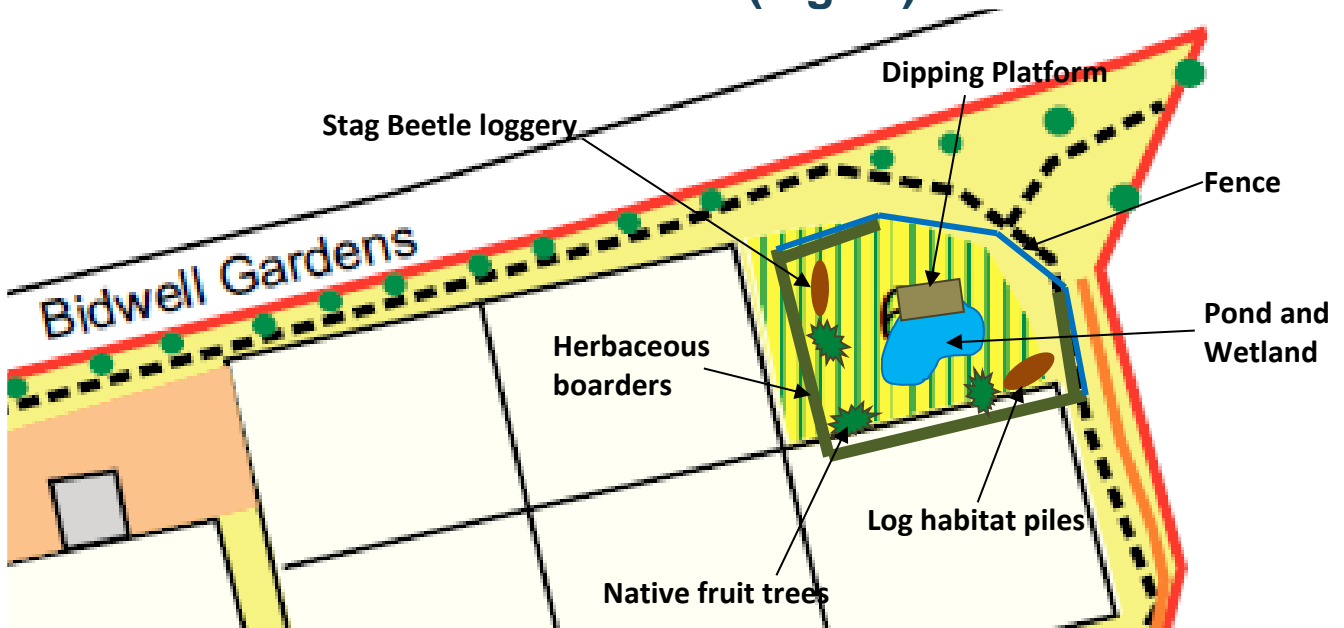 Dipping Platform
Stag Beetle loggery
Fence
Bidwell Gardens
Pond and
Wetland
Herbaceous
boarders
Log habitat piles
Native fruit trees